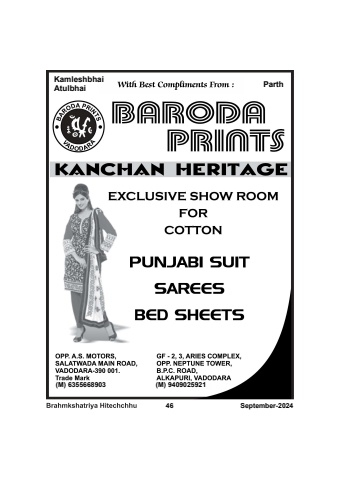 Kamleshbhai
Atulbhai
With Best Compliments From :
Parth
BARODA PRINTS
VADODARA
BARODA
PRINTS
KANCHAN HERITAGE
EXCLUSIVE SHOW ROOM
FOR
COTTON
PUNJABI SUIT
SAREES
BED SHEETS
OPP. A.S. MOTORS,
SALATWADA MAIN ROAD,
VADODARA-390 001.
Trade Mark
(M) 6355668903
GF - 2, 3, ARIES COMPLEX,
OPP. NEPTUNE TOWER,
B.P.C. ROAD,
ALKAPURI, VADODARA
(M) 9409025921
Brahmkshatriya Hitechchhu
46
September-2024